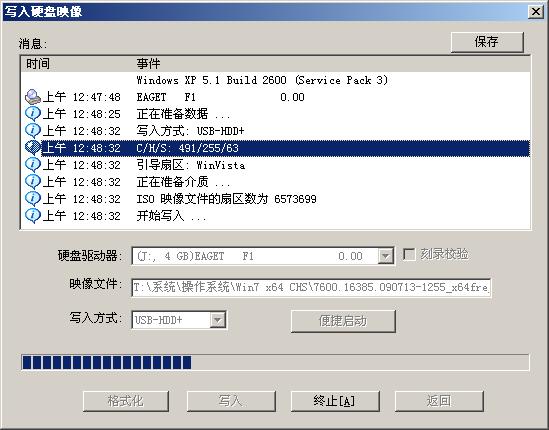 写入硬盘映像
消息:
保存
时间 事件
Windows XP 5.1 Build 2600 (Service Pack 3)
上午 12:47:48 EAGET F1 0.00
上午 12:48:25 正在准备数据 ...
上午 12:48:32 写入方式: USB-HDD+
上午 12:48:32 C/H/S: 491/255/63
上午 12:48:32 引导扇区: WinVista
上午 12:48:32 正在准备介质 ...
上午 12:48:32 ISO 映像文件的扇区数为 6573699
上午 12:48:32 开始写入 ...
硬盘驱动器: (J:, 4 GB)EAGET F1 0.00 刻录校验
映像文件: T:\系统\操作系统\Win7 x64 CHS\7600.16385.090713-1255_x64fre_
写入方式: USB-HDD+ 便捷启动
格式化 写入 终止[A] 返回